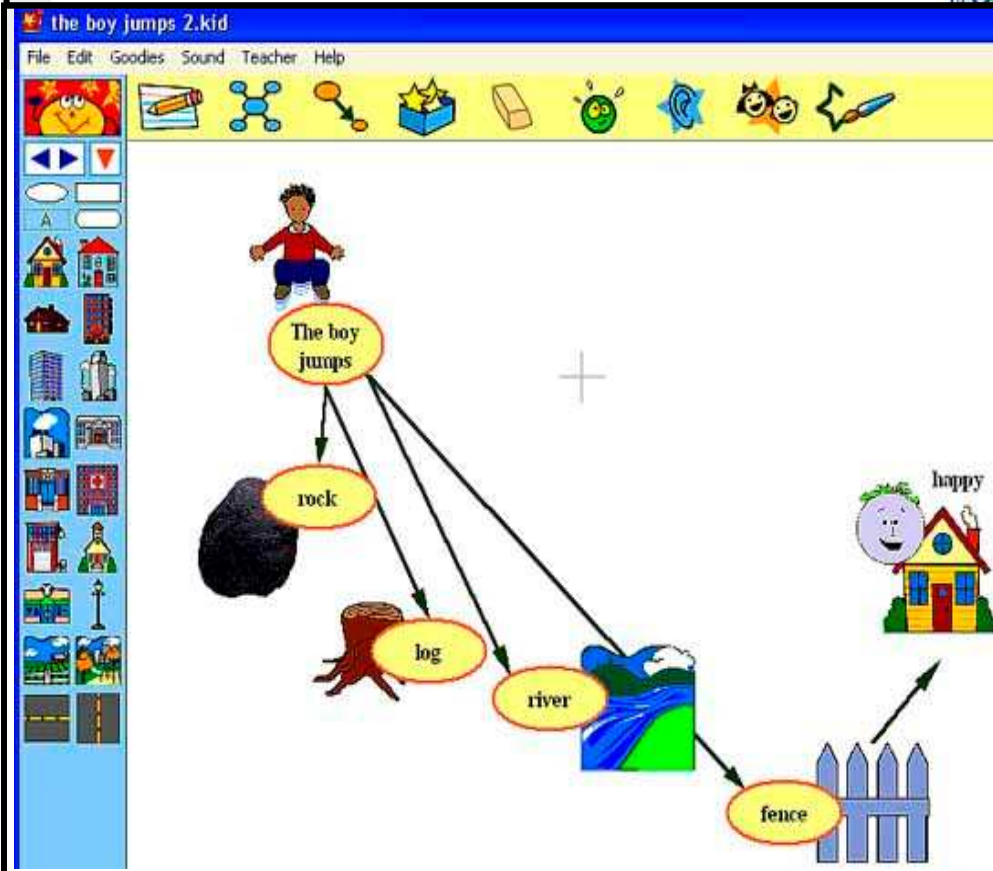 the boy jumps 2.kid
File Edit Goodies Sound Teacher Help
A
The boy
jumps
rock
happy
log
river
fence